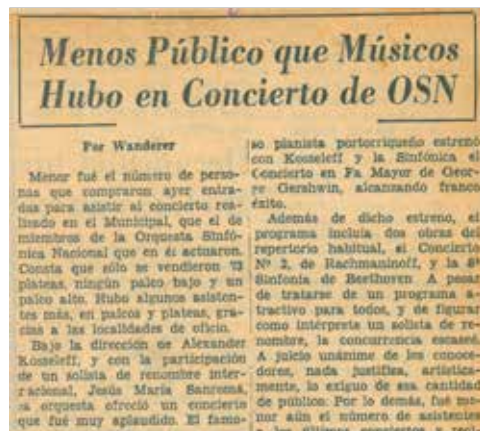 Menos Público que Músicos
Hubo en Concierto de OSN
Por Wanderer
Menor fué el número de perso-
nas que compraron ayer entra-
das para asistir al concierto rea-
lizado en el Municipal, que el de
miembros de la Orquesta Sinfó-
nica Nacional que en él actuaron.
Consta que sólo se vendieron
plateas, ningún palco bajo y un
palco alto. Hubo algunos asisten-
tes más, en palcos y plateas, gra-
cias a las localidades de oficio.
Bajo la dirección de Alexander
Kosseleff, y con la participación
de un solista de renombre inter-
nacional, Jesús María Sanromá,
la orquesta ofreció un concierto
que fué muy aplaudido. El famo-
so pianista portorriqueño estrenó
con Kosseleff y la Sinfónica el
Concierto en Fa Mayor de Geor-
ge Gershwin, alcanzando franco
éxito.
Además de dicho estreno, el
programa incluía dos obras del
repertorio habitual, el Concierto
Nº 2, de Rachmaninoff, y la 8ª
Sinfonía de Beethoven. A pesar
de tratarse de un programa a-
tractivo para todos, y de figurar
como intérprete un solista de re-
nombre, la concurrencia escaseó.
A juicio unánime de los conoce-
dores, nada justifica, artística-
mente, lo exiguo de esa cantidad
de público. Por lo demás, fué me-
nor aún el número de asistentes
a los últimos conciertos y reci-